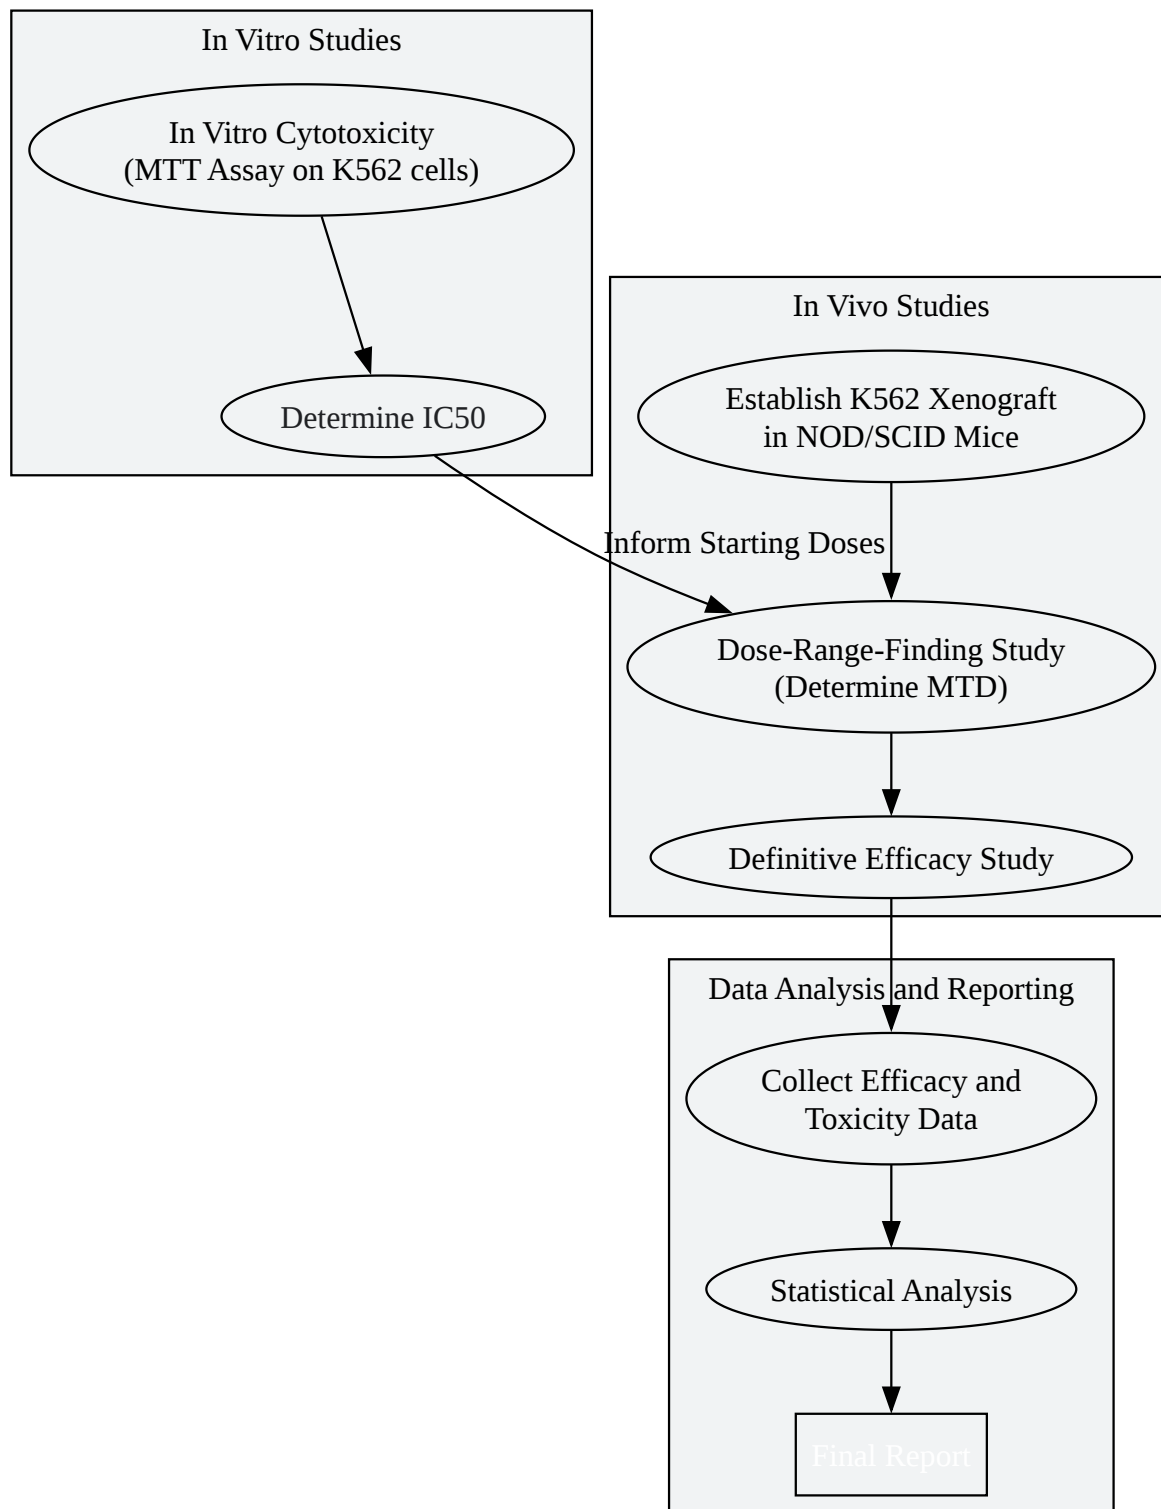 In Vitro Studies
In Vitro Cytotoxicity
(MTT Assay on K562 cells)
Determine IC50
In Vivo Studies
Establish K562 Xenograft
in NOD/SCID Mice
Inform Starting Doses
Dose-Range-Finding Study
(Determine MTD)
Definitive Efficacy Study
Data Analysis and Reporting
Collect Efficacy and
Toxicity Data
Statistical Analysis
Final Report